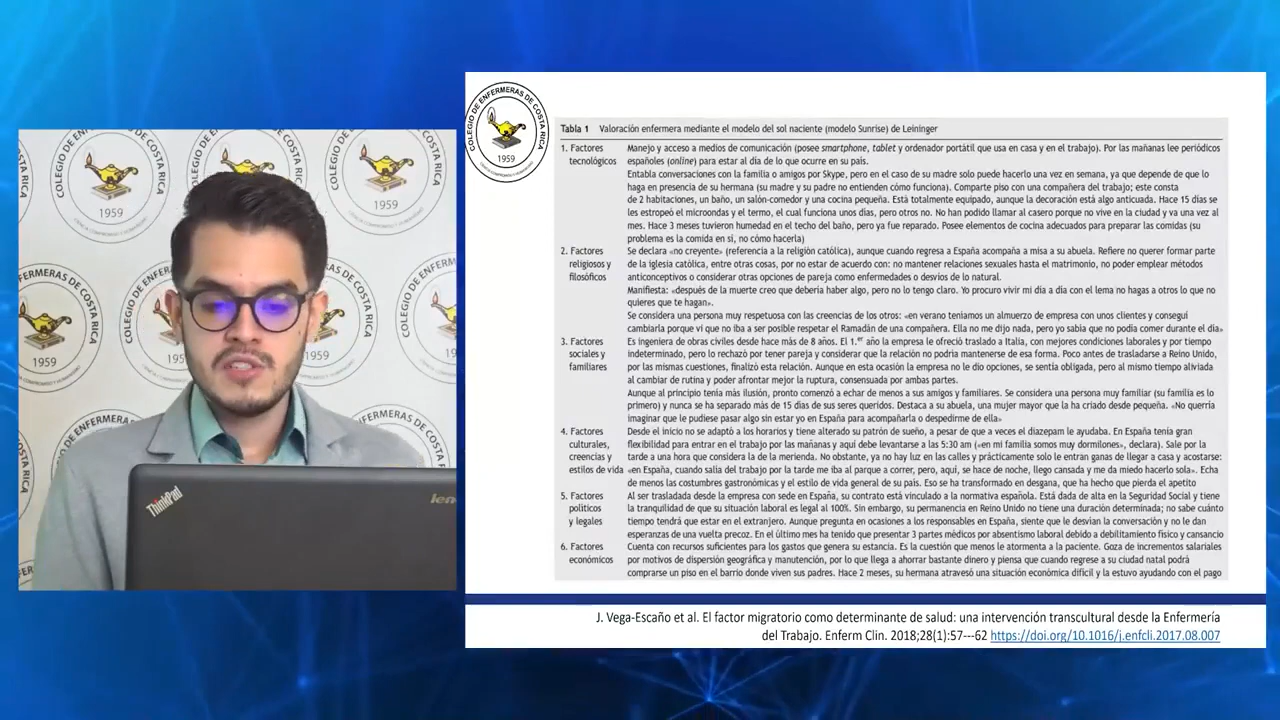 COLEGIO DE ENFERMERAS DE COSTA RICA
1959
Tabla 1 Valoración enfermera mediante el modelo del sol naciente (modelo Sunrise) de Leininger
1. Factores tecnológicos
Manejo y acceso a medios de comunicación (posee smartphone, tablet y ordenador portátil que usa en casa y en el trabajo). Por las mañanas lee periódicos
españoles (online) para estar al día de lo que ocurre en su país.
Entabla conversaciones con la familia o amigos por Skype, pero en el caso de su madre solo puede hacerlo una vez en semana, ya que depende de que lo
haga en presencia de su hermana (su madre y su padre no entienden cómo funciona). Comparte piso con una compañera del trabajo; este consta
de 2 habitaciones, un baño, un salón-comedor y una cocina pequeña. Está totalmente equipado, aunque la decoración está algo anticuada. Hace 15 días se
les estropeó el microondas y el termo, el cual funciona unos días, pero otros no. No han podido llamar al casero porque no vive en la ciudad y va una vez al
mes. Hace 3 meses tuvieron humedad en el techo del baño, pero ya fue reparado. Posee elementos de cocina adecuados para preparar las comidas (su
problema es la comida en sí, no cómo hacerla)
2. Factores religiosos y filosóficos
Se declara «no creyente» (referencia a la religión católica), aunque cuando regresa a España acompaña a misa a su abuela. Refiere no querer formar parte
de la iglesia católica, entre otras cosas, por no estar de acuerdo con: no mantener relaciones sexuales hasta el matrimonio, no poder emplear métodos
anticonceptivos o considerar otras opciones de pareja como enfermedades o desvíos de lo natural.
Manifiesta: «después de la muerte creo que debería haber algo, pero no lo tengo claro. Yo procuro vivir mi día a día con el lema no hagas a otros lo que no
quieres que te hagan».
Se considera una persona muy respetuosa con las creencias de los otros: «en verano teníamos un almuerzo de empresa con unos clientes y conseguí
cambiarla porque vi que no iba a ser posible respetar el Ramadán de una compañera. Ella no me dijo nada, pero yo sabía que no podía comer durante el día»
3. Factores sociales y familiares
Es ingeniera de obras civiles desde hace más de 8 años. El 1.er año la empresa le ofreció traslado a Italia, con mejores condiciones laborales y por tiempo
indeterminado, pero lo rechazó por tener pareja y considerar que la relación no podría mantenerse de esa forma. Poco antes de trasladarse a Reino Unido,
por las mismas cuestiones, finalizó esta relación. Aunque en esta ocasión la empresa no le dio opciones, se sentía obligada, pero al mismo tiempo aliviada
al cambiar de rutina y poder afrontar mejor la ruptura, consensuada por ambas partes.
Aunque al principio tenía más ilusión, pronto comenzó a echar de menos a sus amigos y familiares. Se considera una persona muy familiar (su familia es lo
primero) y nunca se ha separado más de 15 días de sus seres queridos. Destaca a su abuela, una mujer mayor que la ha criado desde pequeña. «No querría
imaginar que le pudiese pasar algo sin estar yo en España para acompañarla o despedirme de ella»
4. Factores culturales, creencias y estilos de vida
Desde el inicio no se adaptó a los horarios y tiene alterado su patrón de sueño, a pesar de que a veces el diazepam le ayudaba. En España tenía gran
flexibilidad para entrar en el trabajo por las mañanas y aquí debe levantarse a las 5:30 am («en mi familia somos muy dormilones», declara). Sale por la
tarde a una hora que considera la de la merienda. No obstante, ya no hay luz en las calles y prácticamente solo le entran ganas de llegar a casa y acostarse:
«en España, cuando salía del trabajo por la tarde me iba al parque a correr, pero, aquí, se hace de noche, llego cansada y me da miedo hacerlo sola». Echa
de menos las costumbres gastronómicas y el estilo de vida general de su país. Eso se ha transformado en desgana, que ha hecho que pierda el apetito
5. Factores políticos y legales
Al ser trasladada desde la empresa con sede en España, su contrato está vinculado a la normativa española. Está dada de alta en la Seguridad Social y tiene
la tranquilidad de que su situación laboral es legal al 100%. Sin embargo, su permanencia en Reino Unido no tiene una duración determinada; no sabe cuánto
tiempo tendrá que estar en el extranjero. Aunque pregunta en ocasiones a los responsables en España, siente que le desvían la conversación y no le dan
esperanzas de una vuelta precoz. En el último mes ha tenido que presentar 3 partes médicos por absentismo laboral debido a debilitamiento físico y cansancio
6. Factores económicos
Cuenta con recursos suficientes para los gastos que genera su estancia. Es la cuestión que menos le atormenta a la paciente. Goza de incrementos salariales
por motivos de dispersión geográfica y manutención, por lo que llega a ahorrar bastante dinero y piensa que cuando regrese a su ciudad natal podrá
comprarse un piso en el barrio donde viven sus padres. Hace 2 meses, su hermana atravesó una situación económica difícil y la estuvo ayudando con el pago
J. Vega-Escaño et al. El factor migratorio como determinante de salud: una intervención transcultural desde la Enfermería
del Trabajo. Enferm Clin. 2018;28(1):57---62 https://doi.org/10.1016/j.enfcli.2017.08.007
ThinkPad
COLEGIO DE ENFERMERAS DE COSTA RICA
1959